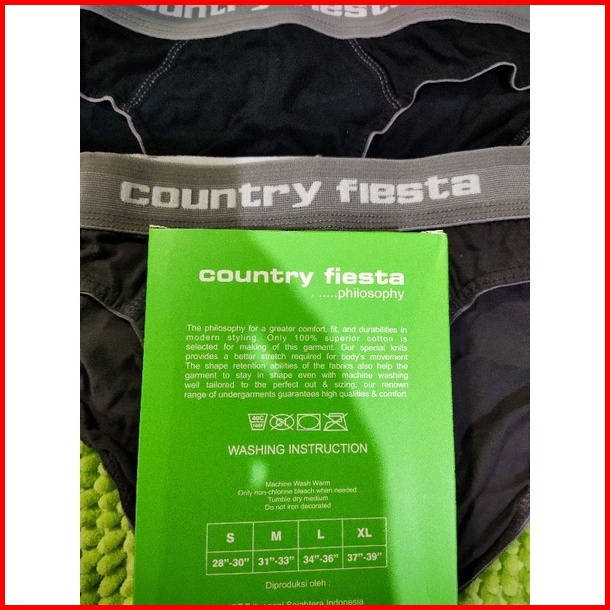 country fiesta
country fiesta
country fiesta
.....philosophy
The philosophy for a greater comfort, fit, and durabilities in
modern styling. Only 100% superior cotton is
selected for making of this garment. Our special knits
provides a better stretch required for body's movement
The shape retention abilities of the fabrics also help the
garment to stay in shape even with machine washing
well tailored to the perfect out & sizing, our renown
range of undergarments guarantees high qualities & comfort
40C
WASHING INSTRUCTION
Machine Wash Warm
Only non-chlorine bleach when needed
Tumble dry medium
Do not iron decorated
S M L XL
28"-30" 31"-33" 34"-36" 37"-39"
Diproduksi oleh :
Sejahtera Indonesia